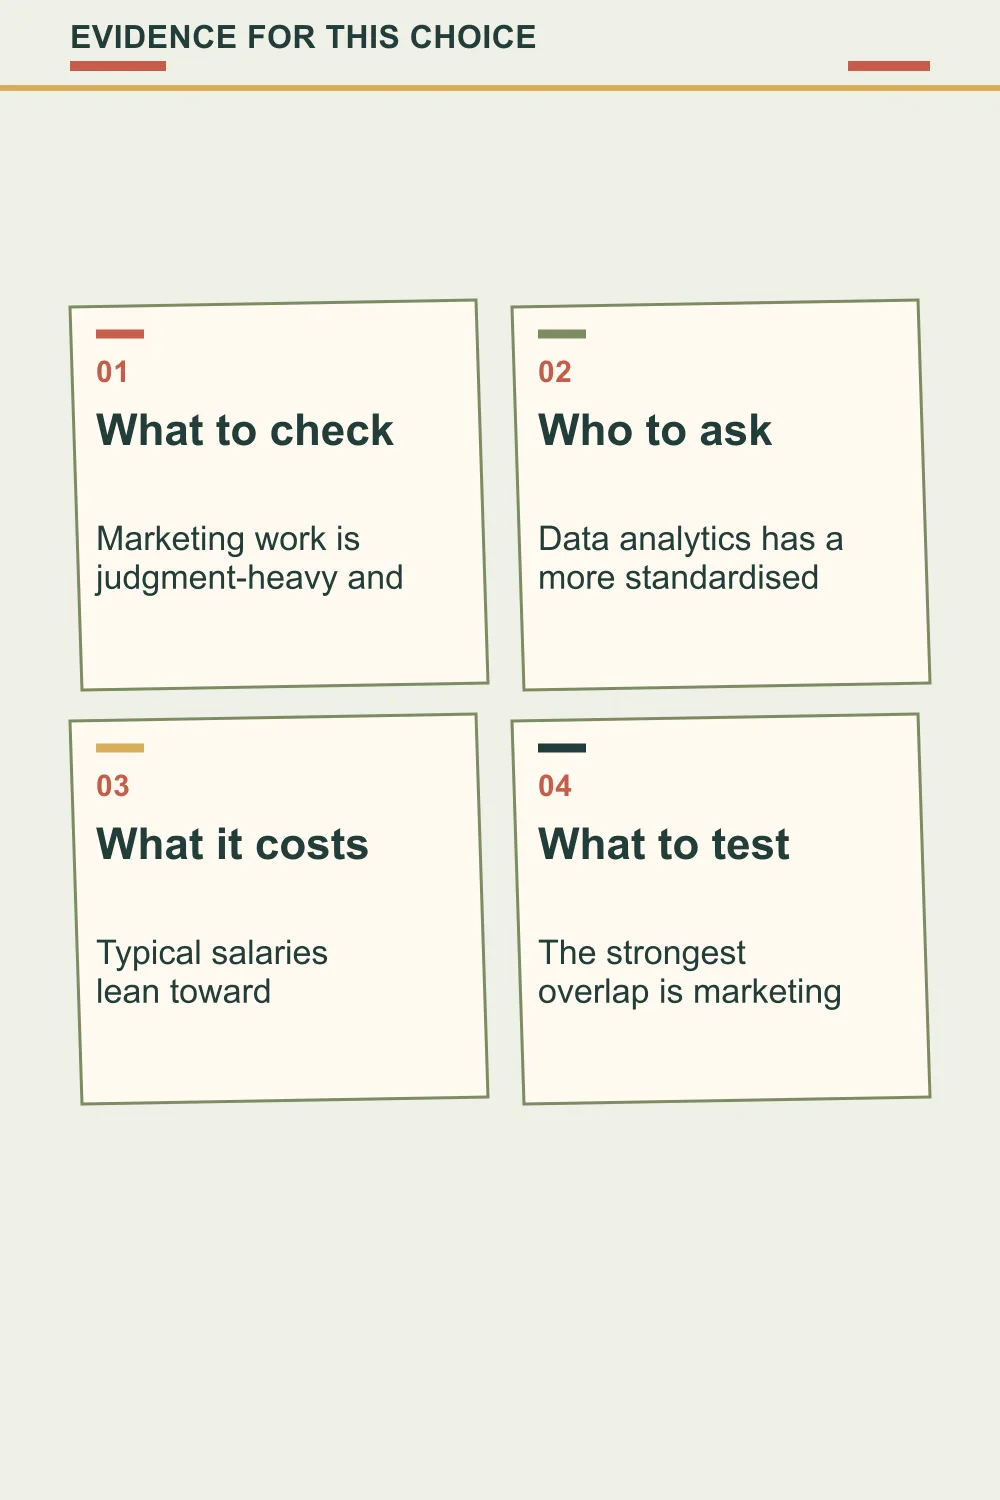 EVIDENCE FOR THIS CHOICE
01
What to check
Marketing work is
judgment-heavy and
02
Who to ask
Data analytics has a
more standardised
03
What it costs
Typical salaries
lean toward
04
What to test
The strongest
overlap is marketing